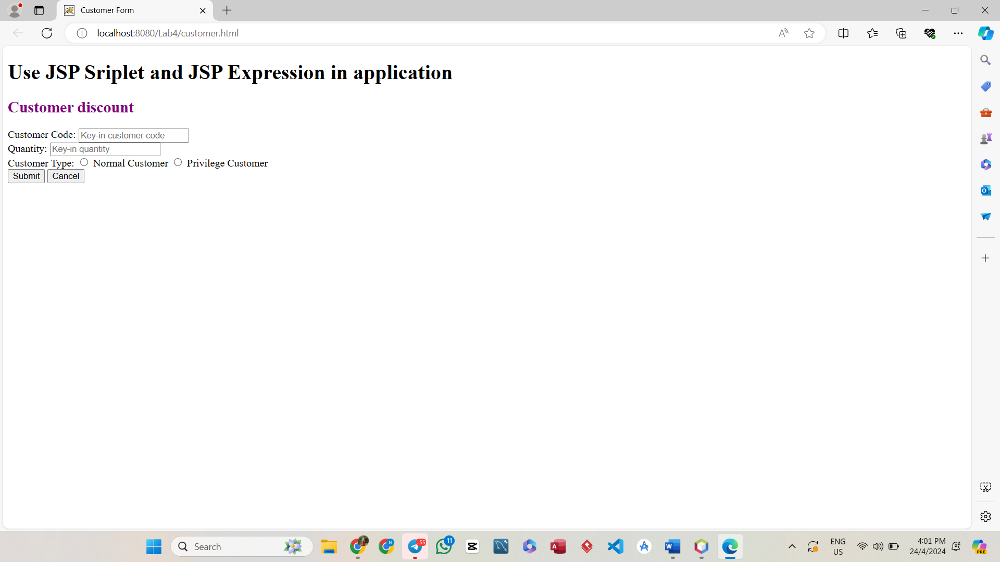 Customer Form
localhost:8080/Lab4/customer.html
Use JSP Sriplet and JSP Expression in application
Customer discount
Customer Code: Key-in customer code
Quantity: Key-in quantity
Customer Type: Normal Customer Privilege Customer
Submit Cancel
Search
..55
11
N
A
W
ENG
US
4:01 PM
24/4/2024
PRE